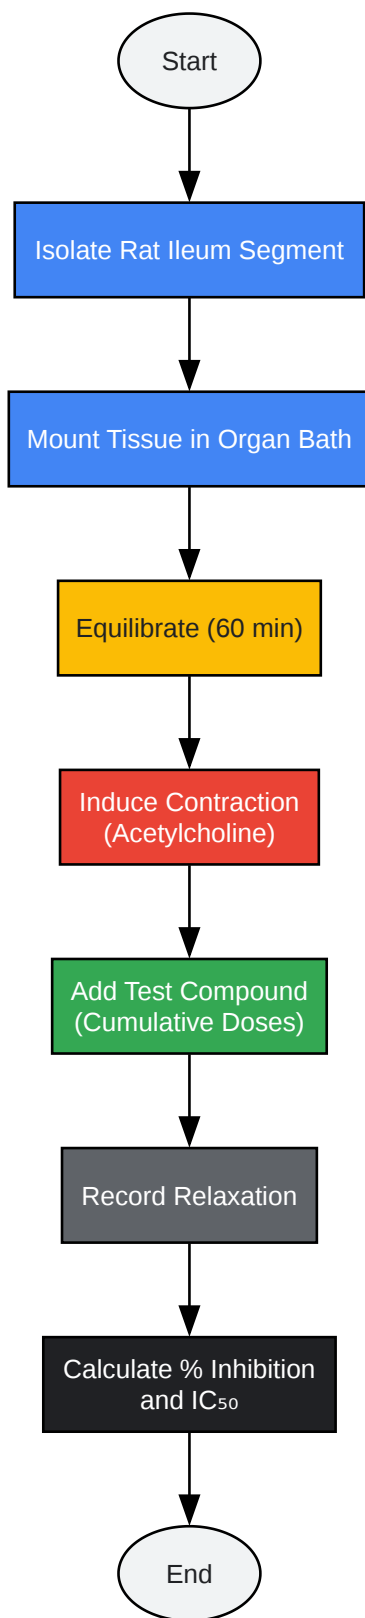 Start
Isolate Rat Ileum Segment
Mount Tissue in Organ Bath
Equilibrate (60 min)
Induce Contraction
(Acetylcholine)
Add Test Compound
(Cumulative Doses)
Record Relaxation
Calculate % Inhibition
and IC₅₀
End